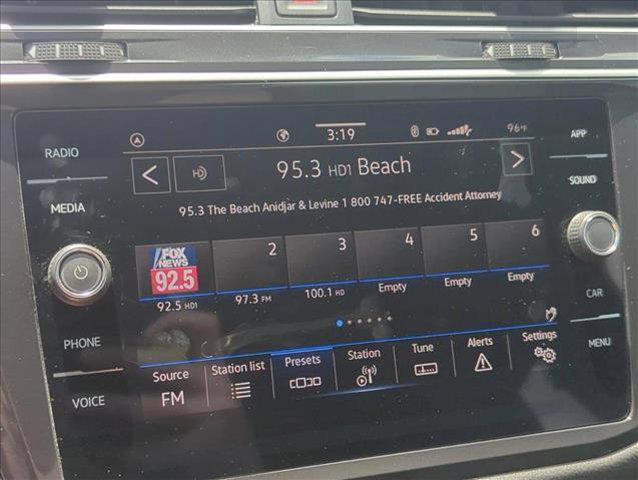 3:19
96°F
RADIO
MEDIA
PHONE
VOICE
APP
SOUND
CAR
MENU
<
HD
95.3 HD1 Beach
>
95.3 The Beach Anidjar & Levine 1 800 747-FREE Accident Attorney
FOX NEWS 92.5
2
3
4
5
6
92.5 HD1
97.3 FM
100.1 HD
Empty
Empty
Empty
Source
FM
Station list
Presets
Station
Tune
Alerts
Settings